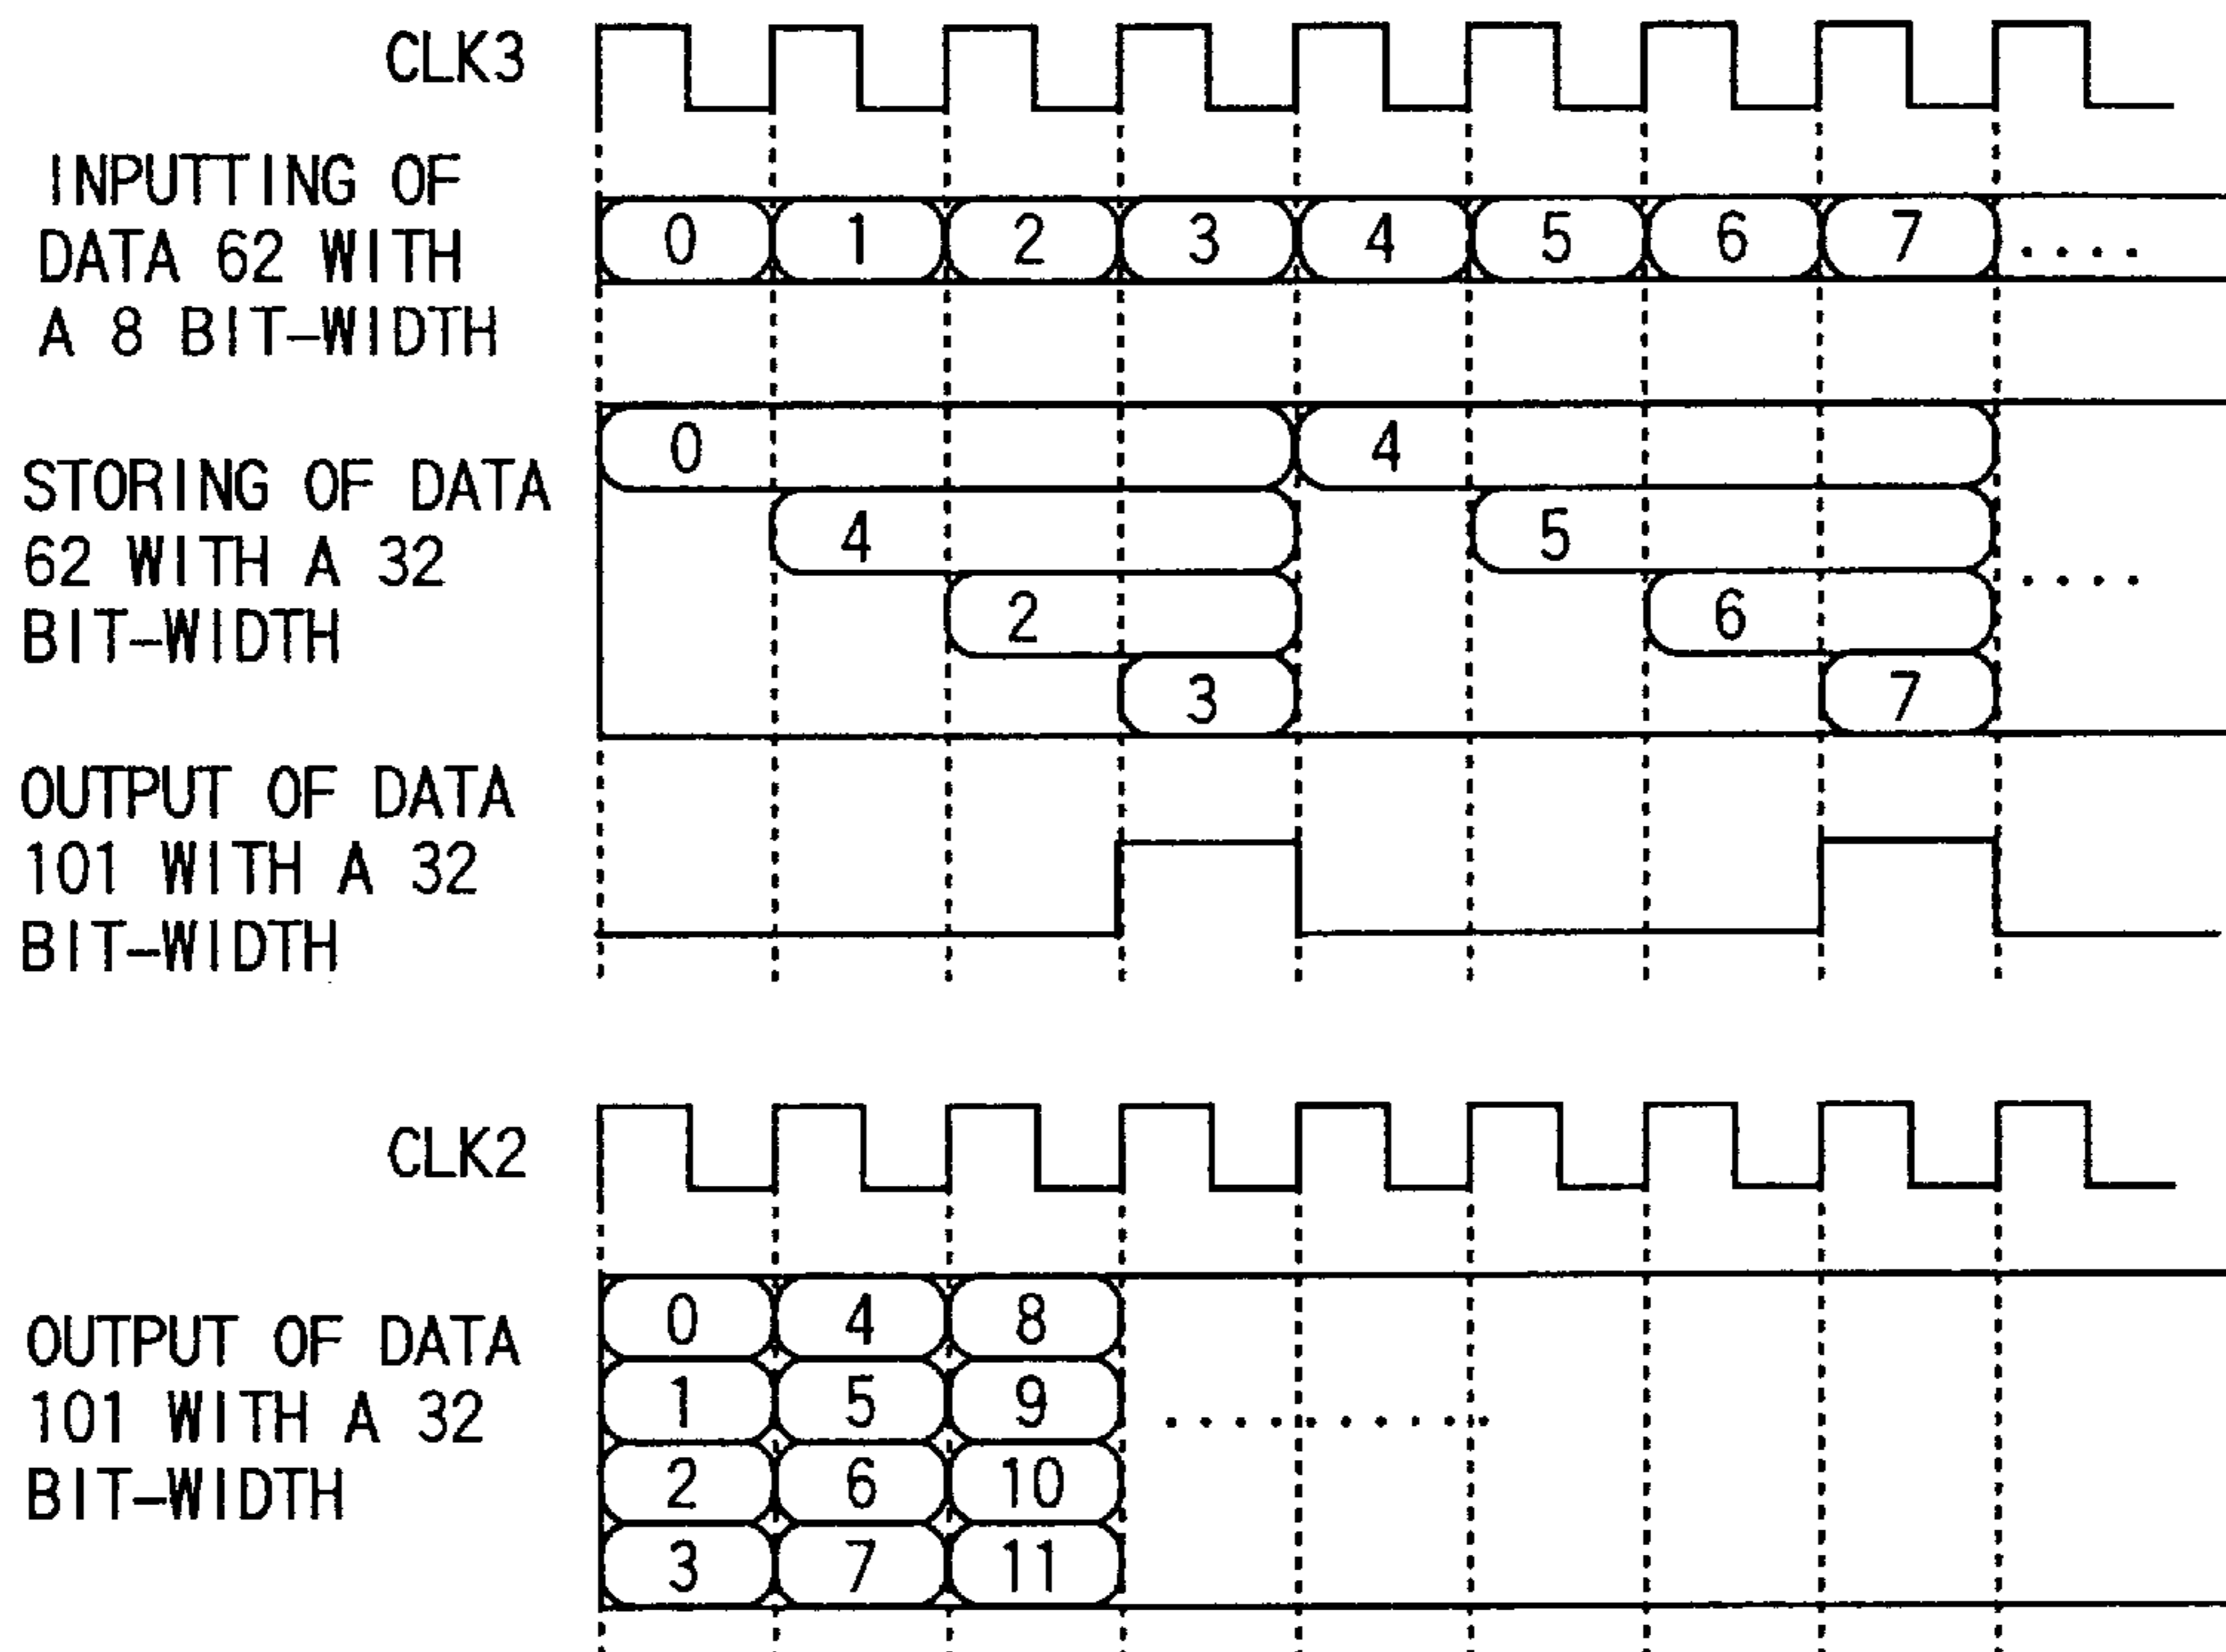 CLK3
INPUTTING OF
DATA 62 WITH
A 8 BIT-WIDTH
0 1 2 3 4 5 6 7 ....
STORING OF DATA
62 WITH A 32
BIT-WIDTH
0 4
4 5
2 6 ....
3 7
OUTPUT OF DATA
101 WITH A 32
BIT-WIDTH
CLK2
OUTPUT OF DATA
101 WITH A 32
BIT-WIDTH
0 4 8
1 5 9 ..........
2 6 10
3 7 11